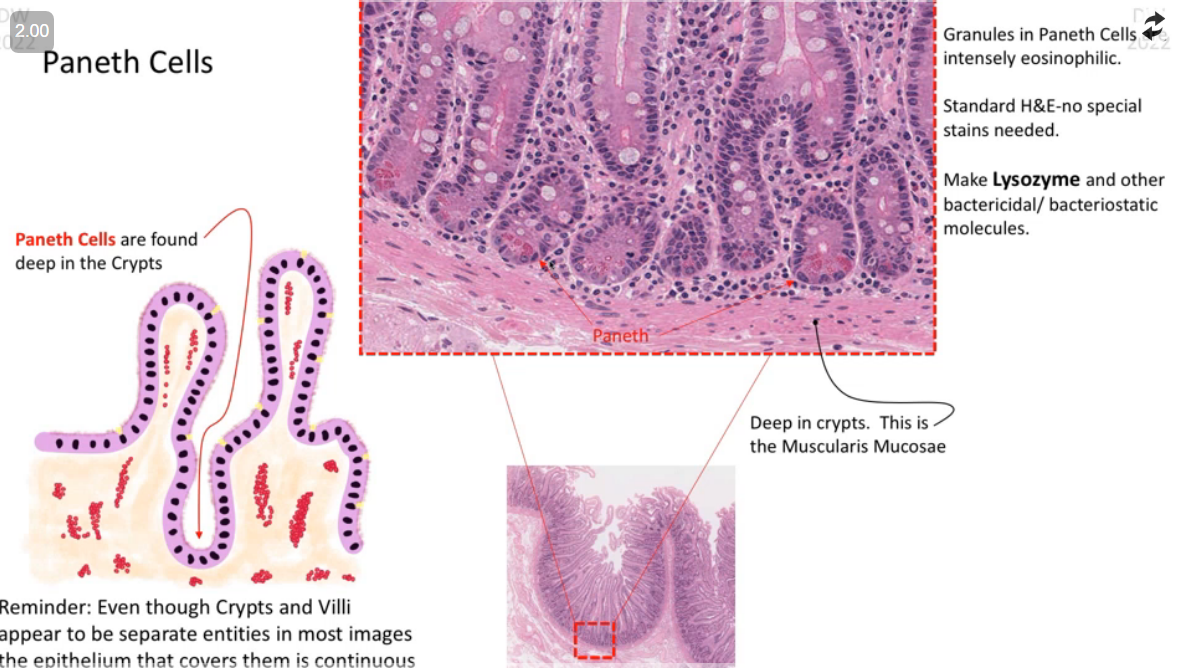 2.00
DW
2022
Paneth Cells
Granules in Paneth Cells
intensely eosinophilic.
Standard H&E-no special
stains needed.
Make Lysozyme and other
bactericidal/ bacteriostatic
molecules.
Paneth Cells are found
deep in the Crypts
Paneth
Deep in crypts. This is
the Muscularis Mucosae
Reminder: Even though Crypts and Villi
appear to be separate entities in most images
the epithelium that covers them is continuous